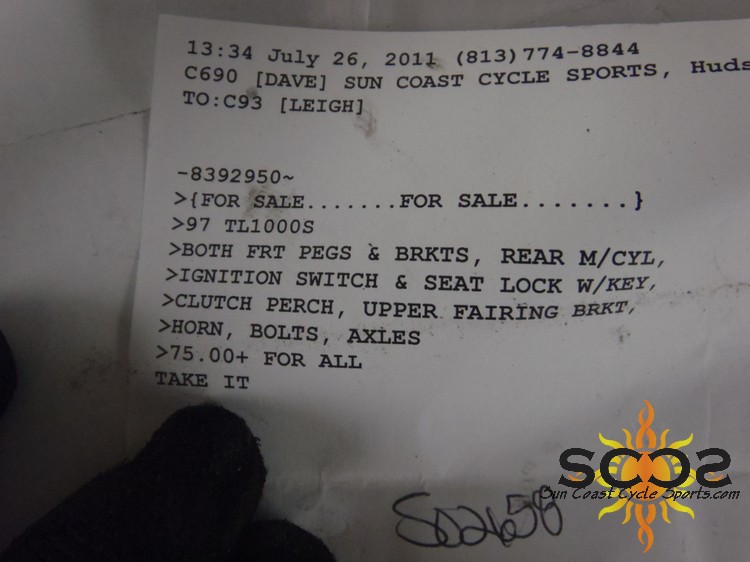 13:34 July 26, 2011 (813)774-8844
C690 [DAVE] SUN COAST CYCLE SPORTS, Huds
TO:C93 [LEIGH]
-8392950~
>{FOR SALE.......FOR SALE.......}
>97 TL1000S
>BOTH FRT PEGS & BRKTS, REAR M/CYL,
>IGNITION SWITCH & SEAT LOCK W/KEY,
>CLUTCH PERCH, UPPER FAIRING BRKT,
>HORN, BOLTS, AXLES
>75.00+ FOR ALL
TAKE IT
SCCS
Sun Coast Cycle Sports.com